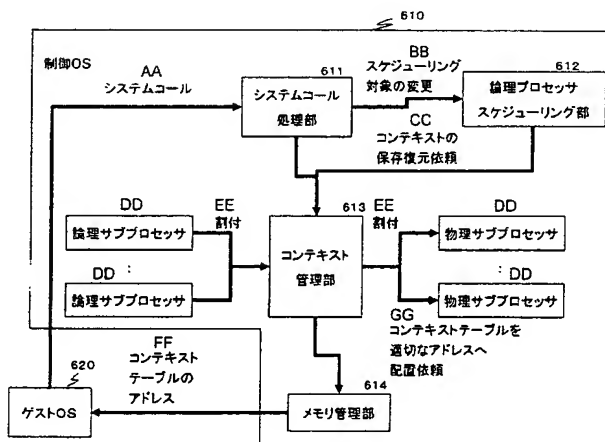 610
制御OS
AA
システムコール
611
システムコール
処理部
BB
スケジューリング
対象の変更
612
論理プロセッサ
スケジューリング部
CC
コンテキストの
保存復元依頼
DD
論理サブプロセッサ
EE
割付
613
コンテキスト
管理部
EE
割付
DD
物理サブプロセッサ
DD :
論理サブプロセッサ
: DD
物理サブプロセッサ
GG
コンテキストテーブルを
適切なアドレスへ
配置依頼
FF
コンテキスト
テーブルの
アドレス
620
ゲストOS
614
メモリ管理部